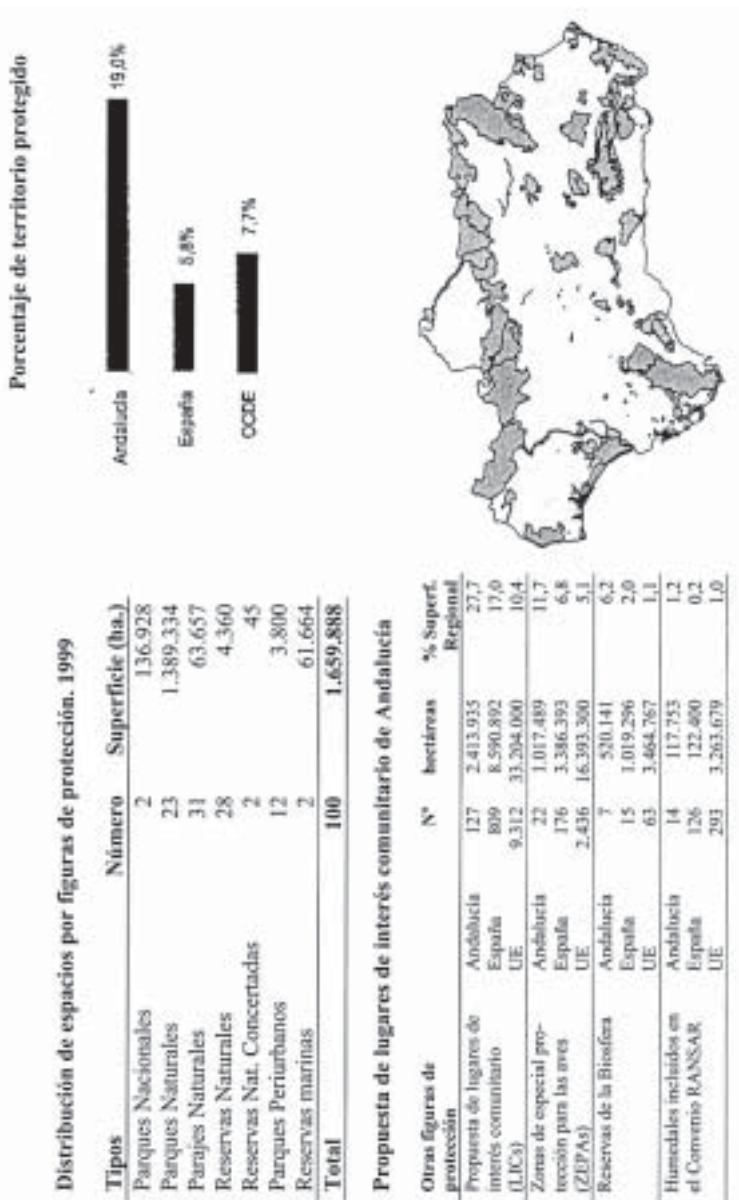 Distribución de espacios por figuras de protección. 1999
Tipos Número Superficie (ha.)
Parques Nacionales 2 136.928
Parques Naturales 23 1.389.334
Parajes Naturales 31 63.657
Reservas Naturales 28 4.360
Reservas Nat. Concertadas 2 45
Parques Periurbanos 12 3.800
Reservas marinas 2 61.664
Total 100 1.659.888
Porcentaje de territorio protegido
Andalucía 19,0%
España 5,8%
OCDE 7,7%
Propuesta de lugares de interés comunitario de Andalucía
Otras figuras de protección Nº hectáreas % Superf. Regional
Propuesta de lugares de Andalucía 127 2.413.935 27,7
interés comunitario España 809 8.590.892 17,0
(LICs) UE 9.312 33.204.000 10,4
Zonas de especial pro- Andalucía 22 1.017.489 11,7
tección para las aves España 176 3.386.393 6,8
(ZEPAs) UE 2.436 16.393.300 5,1
Reservas de la Biosfera Andalucía 7 520.141 6,2
España 15 1.019.296 2,0
UE 63 3.464.767 1,1
Humedales incluidos en Andalucía 14 117.753 1,2
el Convenio RANSAR España 126 122.400 0,2
UE 293 3.263.679 1,0